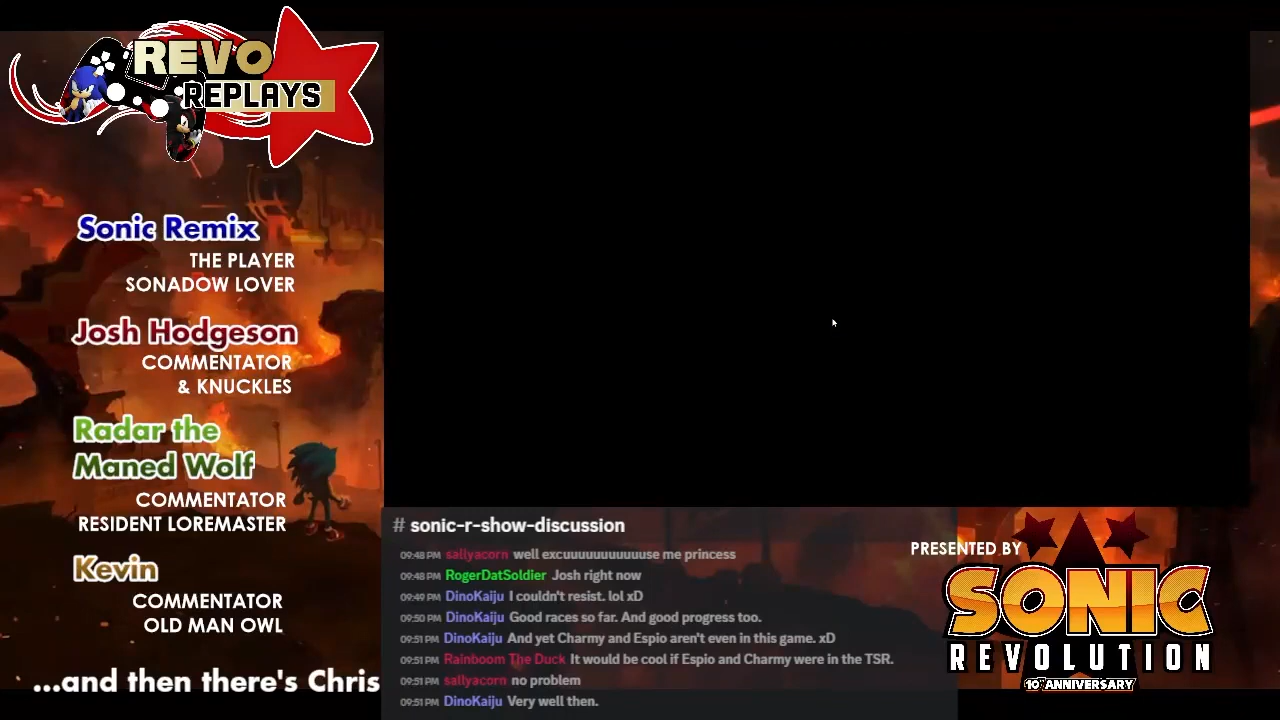 REVO
REPLAYS
Sonic Remix
THE PLAYER
SONADOW LOVER
Josh Hodgeson
COMMENTATOR
& KNUCKLES
Radar the
Maned Wolf
COMMENTATOR
RESIDENT LOREMASTER
Kevin
COMMENTATOR
OLD MAN OWL
...and then there's Chris
# sonic-r-show-discussion
09:48 PM sallyacorn well excuuuuuuuuuuuse me princess
09:48 PM RogerDatSoldier Josh right now
09:49 PM DinoKaiju I couldn't resist. lol xD
09:50 PM DinoKaiju Good races so far. And good progress too.
09:51 PM DinoKaiju And yet Charmy and Espio aren't even in this game. xD
09:51 PM Rainboom The Duck It would be cool if Espio and Charmy were in the TSR.
09:51 PM sallyacorn no problem
09:51 PM DinoKaiju Very well then.
PRESENTED BY
SONIC
REVOLUTION
10TH ANNIVERSARY